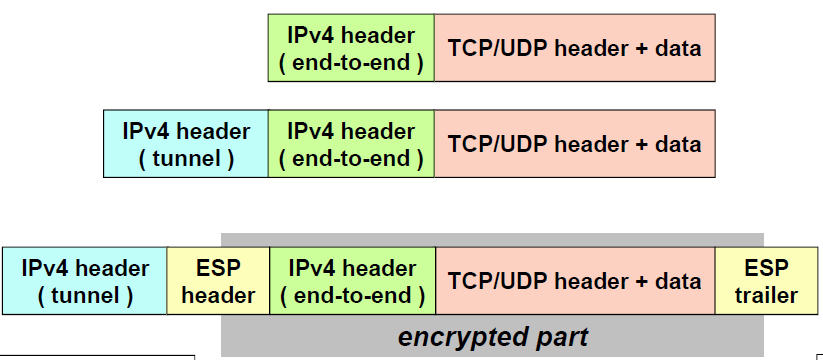 IPv4 header
( end-to-end )
TCP/UDP header + data
IPv4 header
( tunnel )
IPv4 header
( end-to-end )
TCP/UDP header + data
IPv4 header
( tunnel )
ESP
header
IPv4 header
( end-to-end )
TCP/UDP header + data
ESP
trailer
encrypted part